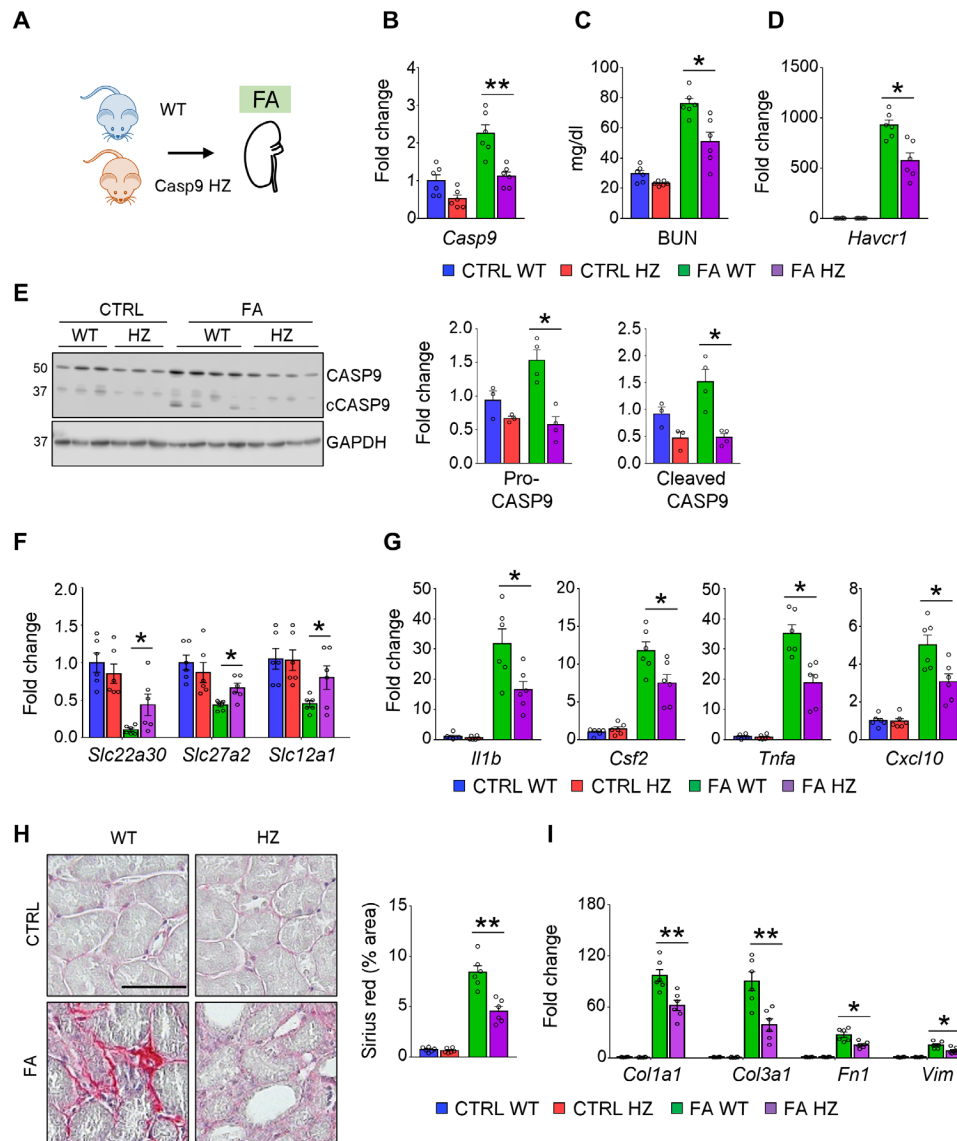 A
WT
Casp9 HZ
FA
B
Fold change
4
3
2
1
0
**
Casp9
C
mg/dl
100
80
60
40
20
0
*
BUN
D
Fold change
1500
1000
500
0
*
Havcr1
CTRL WT CTRL HZ FA WT FA HZ
E
CTRL FA
WT HZ WT HZ
50
37
37
CASP9
cCASP9
GAPDH
Fold change
2.0
1.5
1.0
0.5
0.0
*
Pro-
CASP9
2.5
2.0
1.5
1.0
0.5
0.0
*
Cleaved
CASP9
F
Fold change
2.0
1.5
1.0
0.5
0.0
* * *
Slc22a30 Slc27a2 Slc12a1
G
Fold change
50
40
30
20
10
0
*
Il1b
20
15
10
5
0
*
Csf2
50
40
30
20
10
0
*
Tnfa
8
6
4
2
0
*
Cxcl10
CTRL WT CTRL HZ FA WT FA HZ
H
WT HZ
CTRL
FA
Sirius red (% area)
15
10
5
0
**
I
Fold change
120
90
60
30
0
** ** * *
Col1a1 Col3a1 Fn1 Vim
CTRL WT CTRL HZ FA WT FA HZ